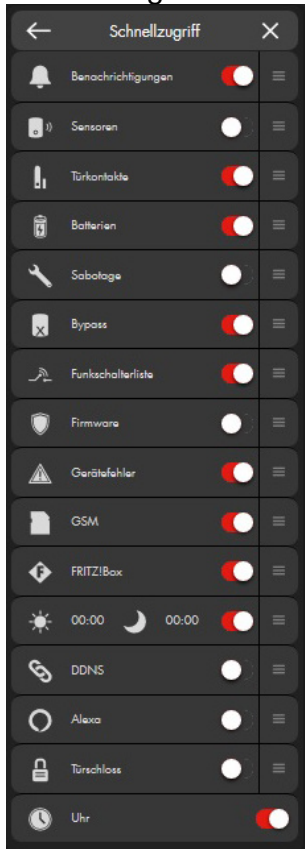 Schnellzugriff
Benachrichtigungen
Sensoren
Türkontakte
Batterien
Sabotage
Bypass
Funkschalterliste
Firmware
Gerätefehler
GSM
FRITZ!Box
00:00 00:00
DDNS
Alexa
Türschloss
Uhr